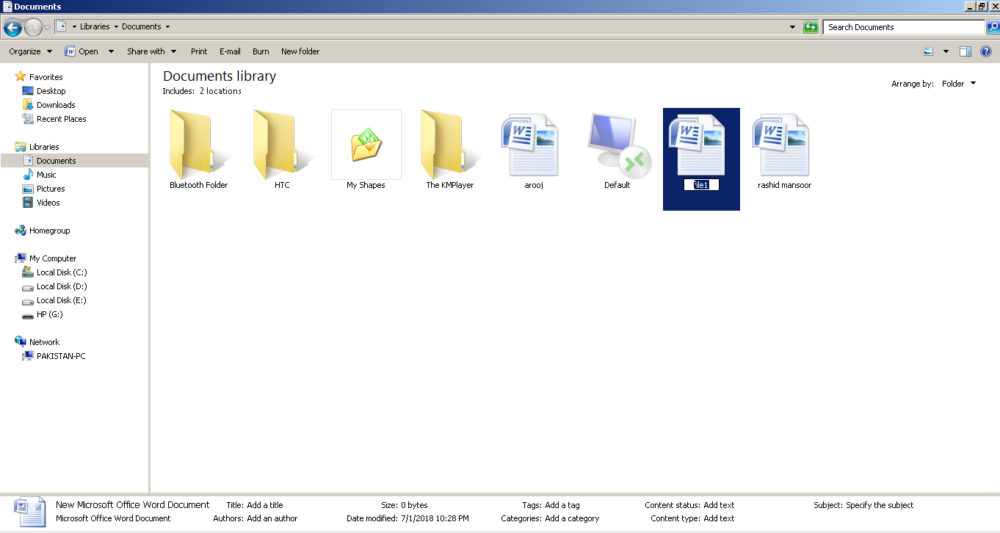 Documents
Libraries Documents
Search Documents
Organize Open Share with Print E-mail Burn New folder
Favorites
Desktop
Downloads
Recent Places
Libraries
Documents
Music
Pictures
Videos
Homegroup
My Computer
Local Disk (C:)
Local Disk (D:)
Local Disk (E:)
HP (G:)
Network
PAKISTAN-PC
Documents library
Includes: 2 locations
Arrange by: Folder
Bluetooth Folder HTC My Shapes The KMPlayer arooj Default file1 rashid mansoor
New Microsoft Office Word Document Title: Add a title Size: 0 bytes Tags: Add a tag Content status: Add text Subject: Specify the subject
Microsoft Office Word Document Authors: Add an author Date modified: 7/1/2018 10:28 PM Categories: Add a category Content type: Add text